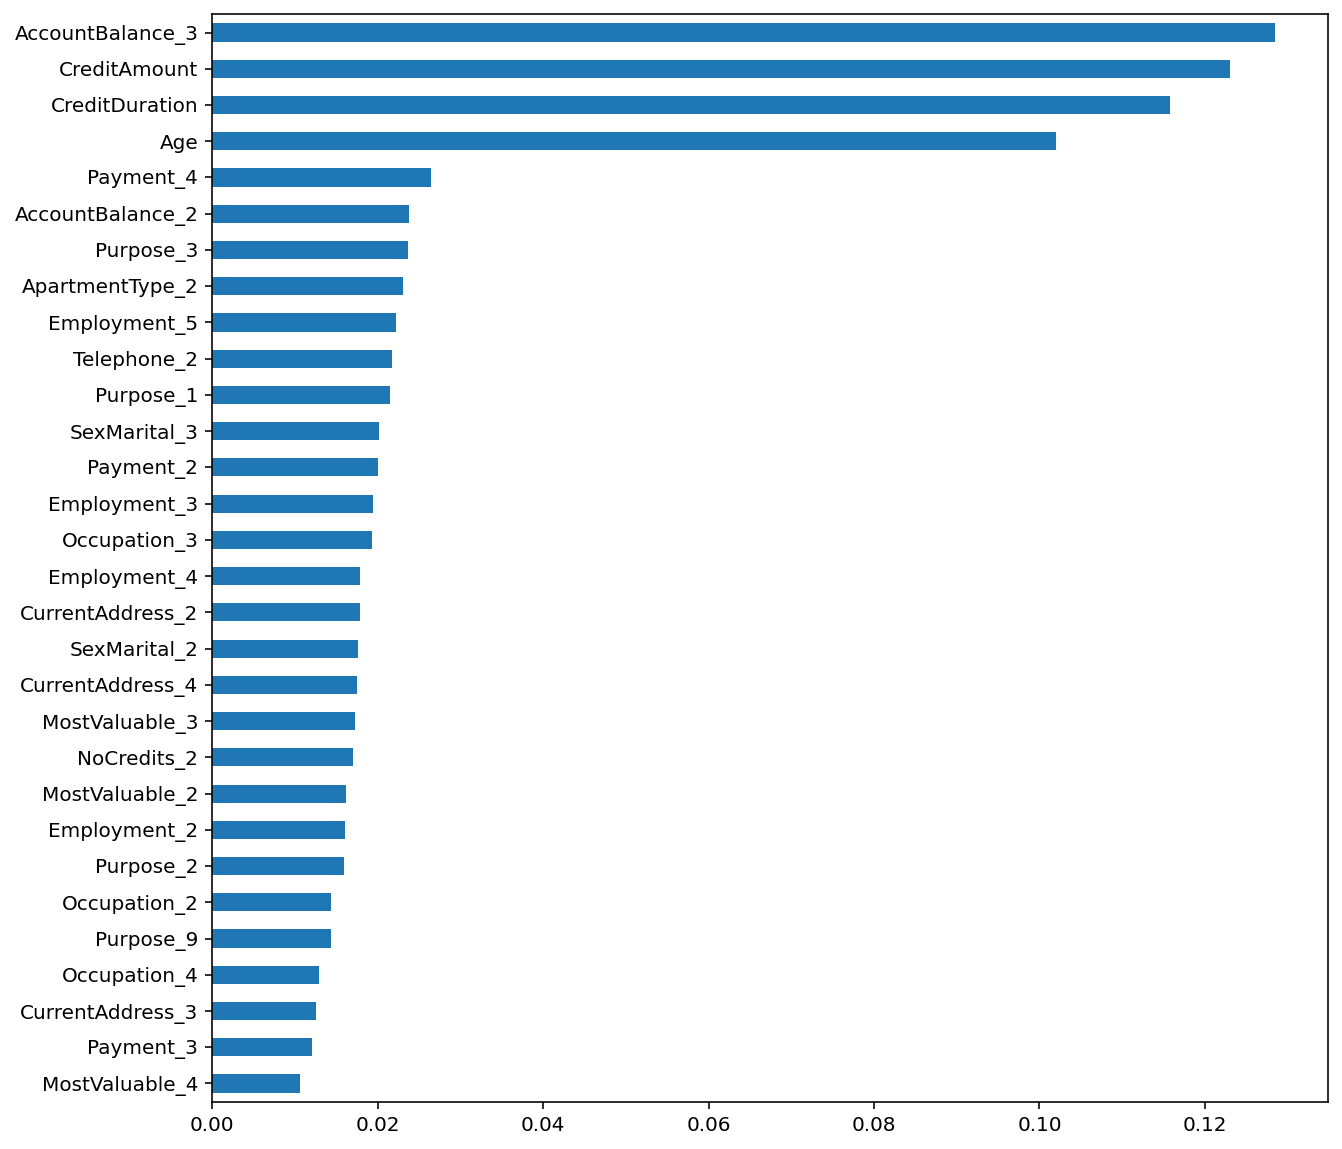 AccountBalance_3
CreditAmount
CreditDuration
Age
Payment_4
AccountBalance_2
Purpose_3
ApartmentType_2
Employment_5
Telephone_2
Purpose_1
SexMarital_3
Payment_2
Employment_3
Occupation_3
Employment_4
CurrentAddress_2
SexMarital_2
CurrentAddress_4
MostValuable_3
NoCredits_2
MostValuable_2
Employment_2
Purpose_2
Occupation_2
Purpose_9
Occupation_4
CurrentAddress_3
Payment_3
MostValuable_4
0.00 0.02 0.04 0.06 0.08 0.10 0.12